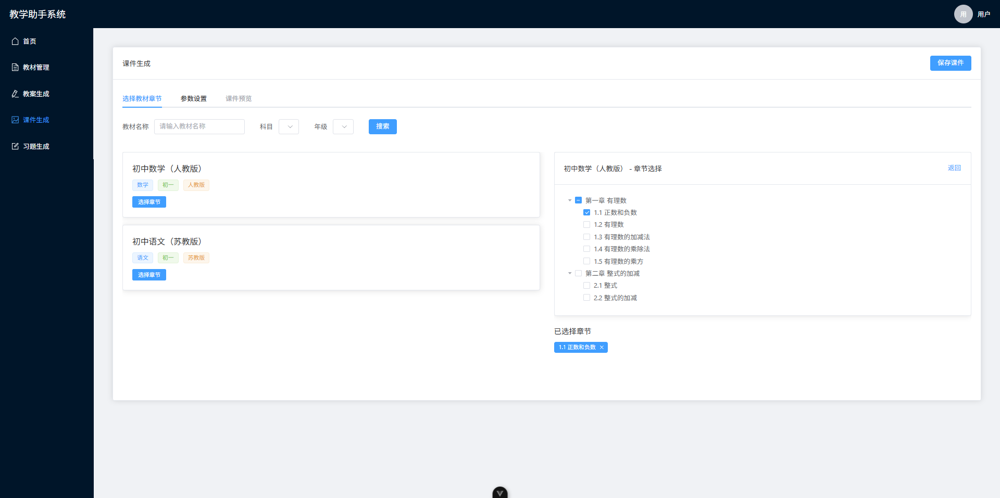 教学助手系统
用 用户
首页
教材管理
教案生成
课件生成
习题生成
课件生成
保存课件
选择教材章节 参数设置 课件预览
教材名称 请输入教材名称 科目 年级 搜索
初中数学（人教版）
数学 初一 人教版
选择章节
初中语文（苏教版）
语文 初一 苏教版
选择章节
初中数学（人教版） - 章节选择 返回
第一章 有理数
1.1 正数和负数
1.2 有理数
1.3 有理数的加减法
1.4 有理数的乘除法
1.5 有理数的乘方
第二章 整式的加减
2.1 整式
2.2 整式的加减
已选择章节
1.1 正数和负数